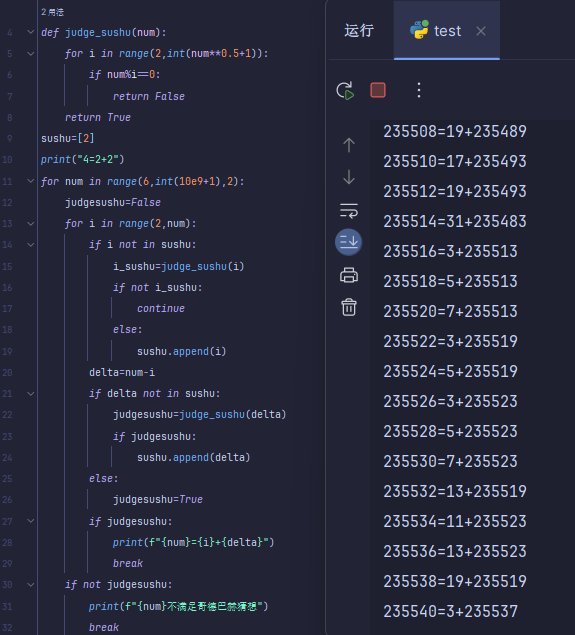 2 用法
4 def judge_sushu(num):
5 for i in range(2,int(num**0.5+1)):
6 if num%i==0:
7 return False
8 return True
9 sushu=[2]
10 print("4=2+2")
11 for num in range(6,int(10e9+1),2):
12 judgesushu=False
13 for i in range(2,num):
14 if i not in sushu:
15 i_sushu=judge_sushu(i)
16 if not i_sushu:
17 continue
18 else:
19 sushu.append(i)
20 delta=num-i
21 if delta not in sushu:
22 judgesushu=judge_sushu(delta)
23 if judgesushu:
24 sushu.append(delta)
25 else:
26 judgesushu=True
27 if judgesushu:
28 print(f"{num}={i}+{delta}")
29 break
30 if not judgesushu:
31 print(f"{num}不满足哥德巴赫猜想")
32 break
运行
test
235508=19+235489
235510=17+235493
235512=19+235493
235514=31+235483
235516=3+235513
235518=5+235513
235520=7+235513
235522=3+235519
235524=5+235519
235526=3+235523
235528=5+235523
235530=7+235523
235532=13+235519
235534=11+235523
235536=13+235523
235538=19+235519
235540=3+235537